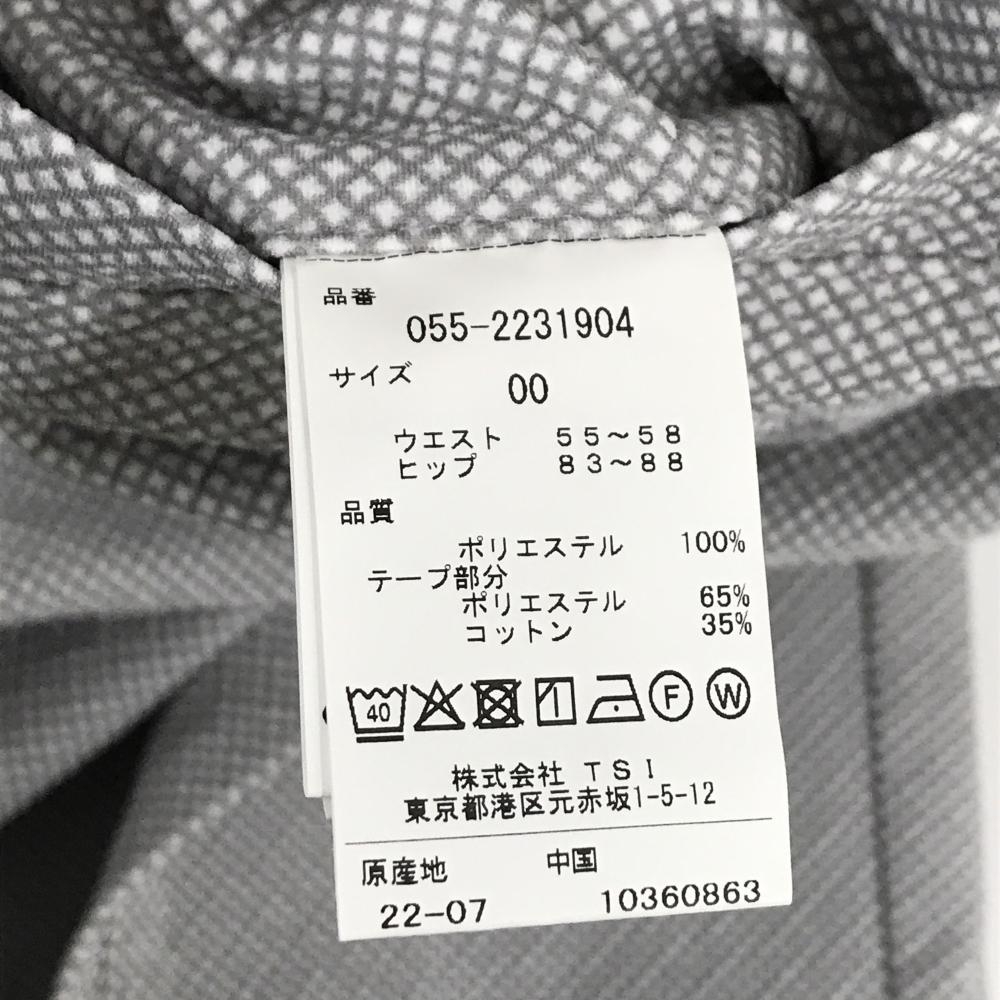 品番
055-2231904
サイズ
00
ウエスト 55〜58
ヒップ 83〜88
品質
ポリエステル 100%
テープ部分
ポリエステル 65%
コットン 35%
40 F W
株式会社 TSI
東京都港区元赤坂1-5-12
原産地 中国
22-07 10360863